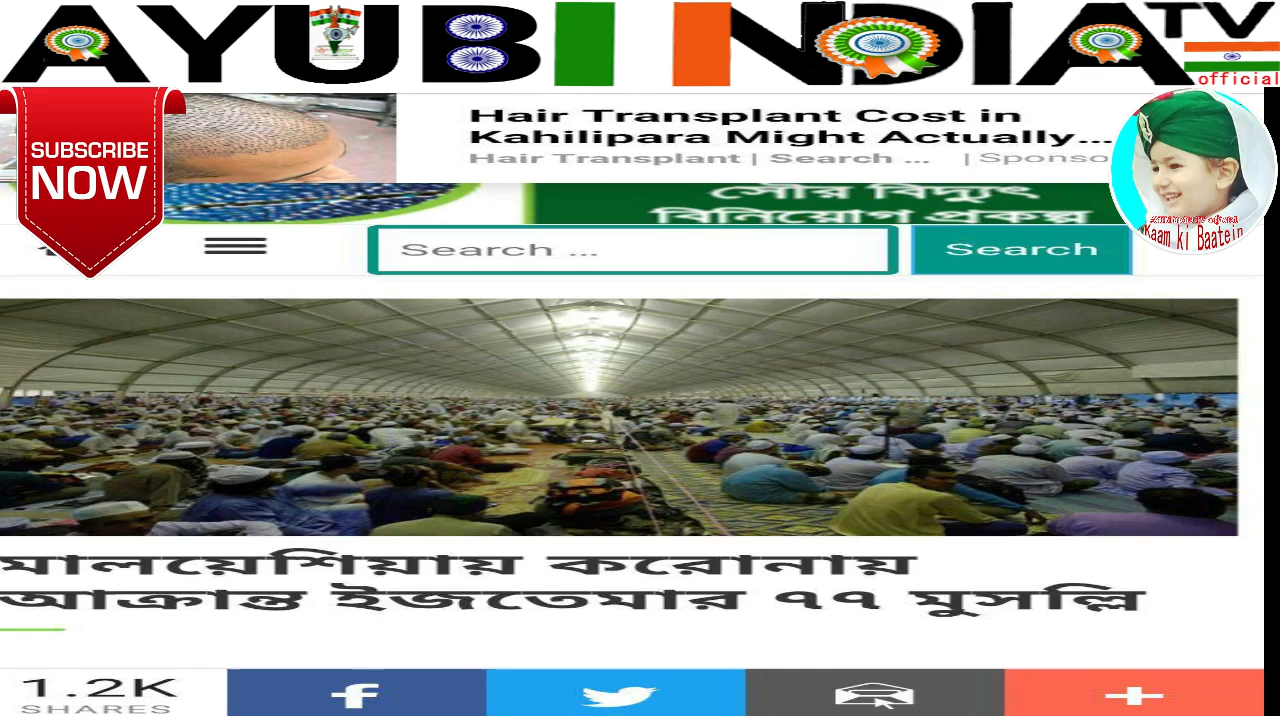 AYUB INDIA TV
official
Hair Transplant Cost in
Kahilipara Might Actually...
Hair Transplant | Search ... | Sponso
SUBSCRIBE
NOW
সৌর বিদ্যুৎ
বিনিয়োগ প্রকল্প
Search ...
Search
Kaam ki Baatein
মালয়েশিয়ায় করোনায়
আক্রান্ত ইজতেমার ৭৭ মুসল্লি
1.2K
SHARES